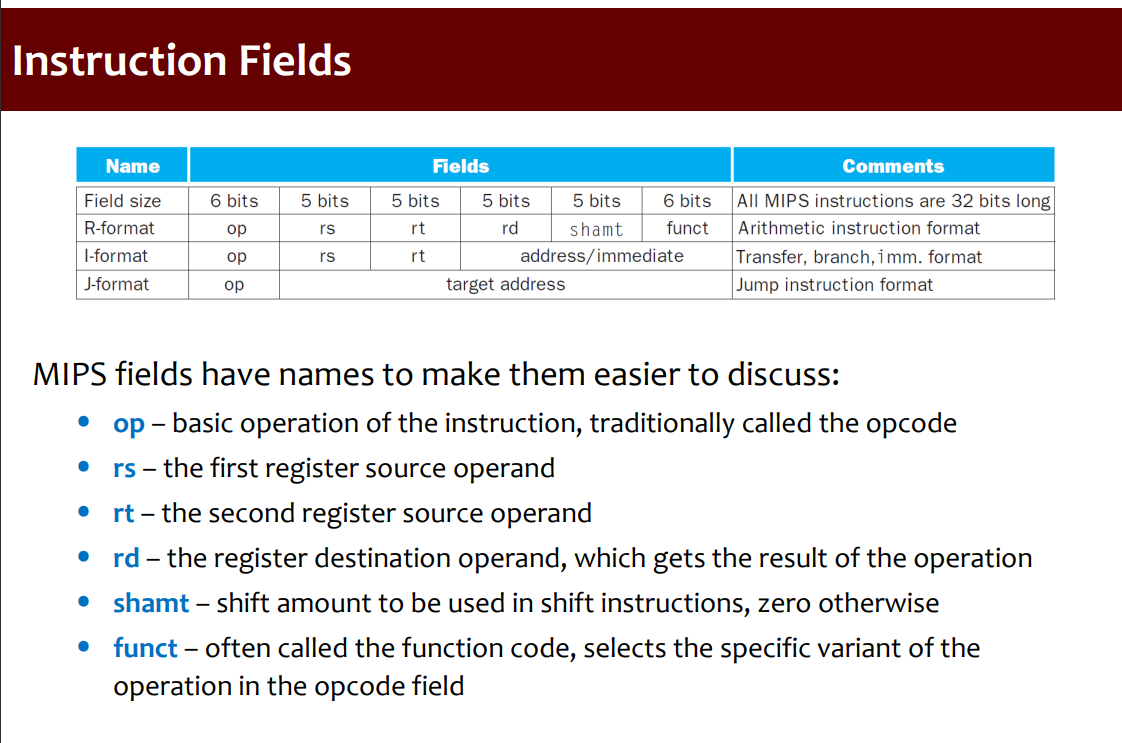 Instruction Fields
Name Fields Comments
Field size 6 bits 5 bits 5 bits 5 bits 5 bits 6 bits All MIPS instructions are 32 bits long
R-format op rs rt rd shamt funct Arithmetic instruction format
I-format op rs rt address/immediate Transfer, branch,imm. format
J-format op target address Jump instruction format
MIPS fields have names to make them easier to discuss:
• op – basic operation of the instruction, traditionally called the opcode
• rs – the first register source operand
• rt – the second register source operand
• rd – the register destination operand, which gets the result of the operation
• shamt – shift amount to be used in shift instructions, zero otherwise
• funct – often called the function code, selects the specific variant of the
operation in the opcode field